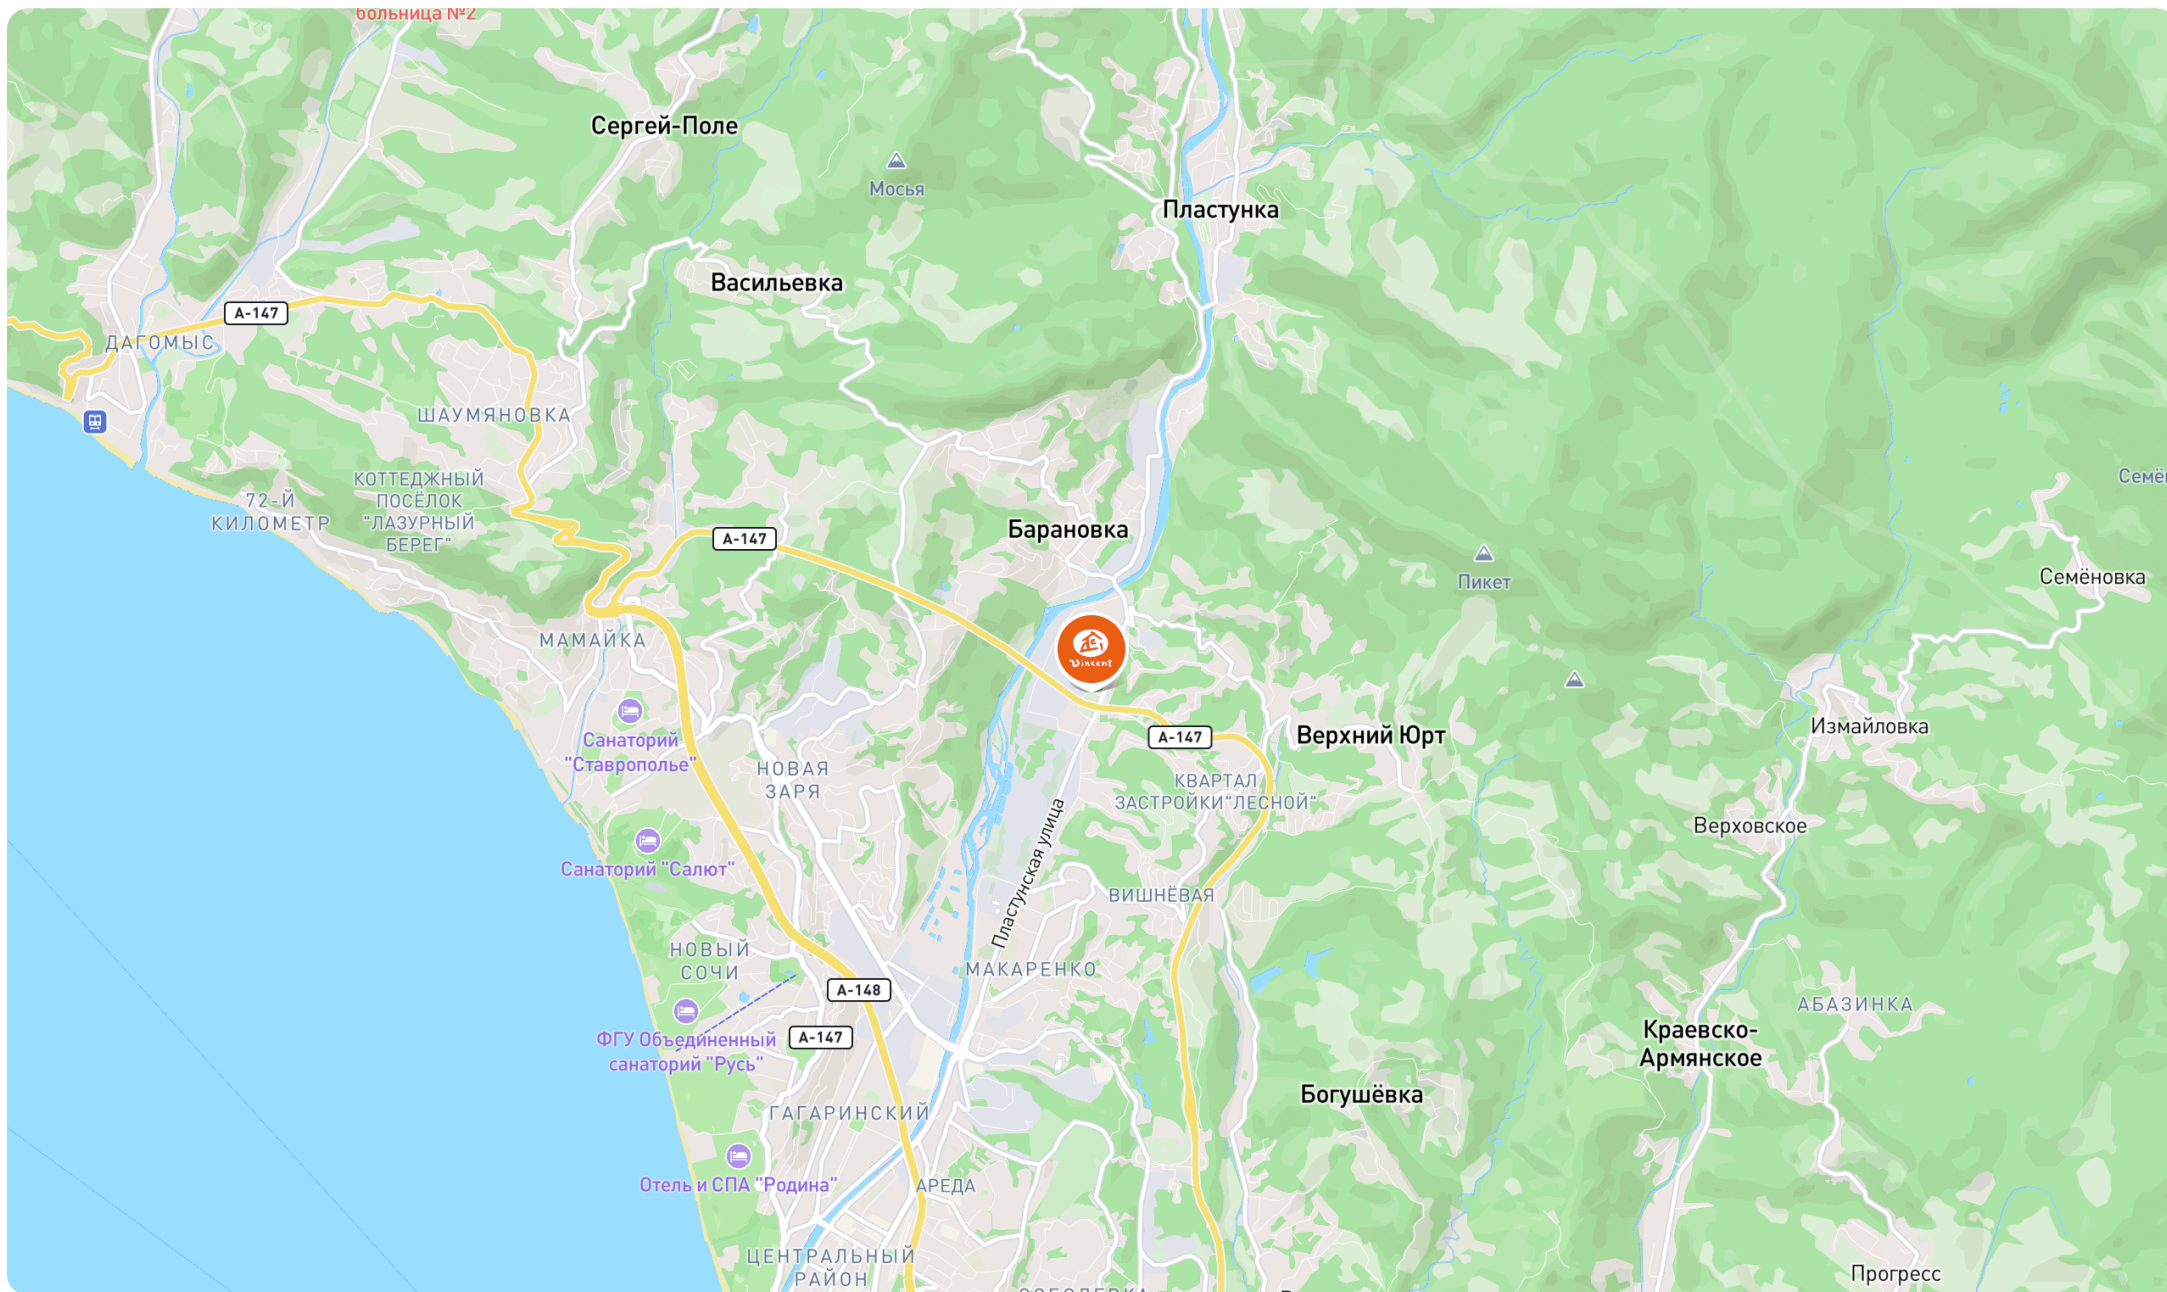 больница №2
Сергей-Поле
Мосья
Пластунка
Васильевка
А-147
ДАГОМЫС
ШАУМЯНОВКА
КОТТЕДЖНЫЙ
ПОСЁЛОК
"ЛАЗУРНЫЙ
БЕРЕГ"
72-Й
КИЛОМЕТР
Семё
Барановка
А-147
Пикет
Семёновка
МАМАЙКА
Vincent
Санаторий
"Ставрополье"
А-147
Верхний Юрт
Измайловка
НОВАЯ
ЗАРЯ
КВАРТАЛ
ЗАСТРОЙКИ"ЛЕСНОЙ"
Верховское
Санаторий "Салют"
Пластунская улица
ВИШНЁВАЯ
НОВЫЙ
СОЧИ
МАКАРЕНКО
А-148
АБАЗИНКА
А-147
ФГУ Объединенный
санаторий "Русь"
Краевско-
Армянское
Богушёвка
ГАГАРИНСКИЙ
Отель и СПА "Родина"
АРЕДА
ЦЕНТРАЛЬНЫЙ
РАЙОН
Прогресс